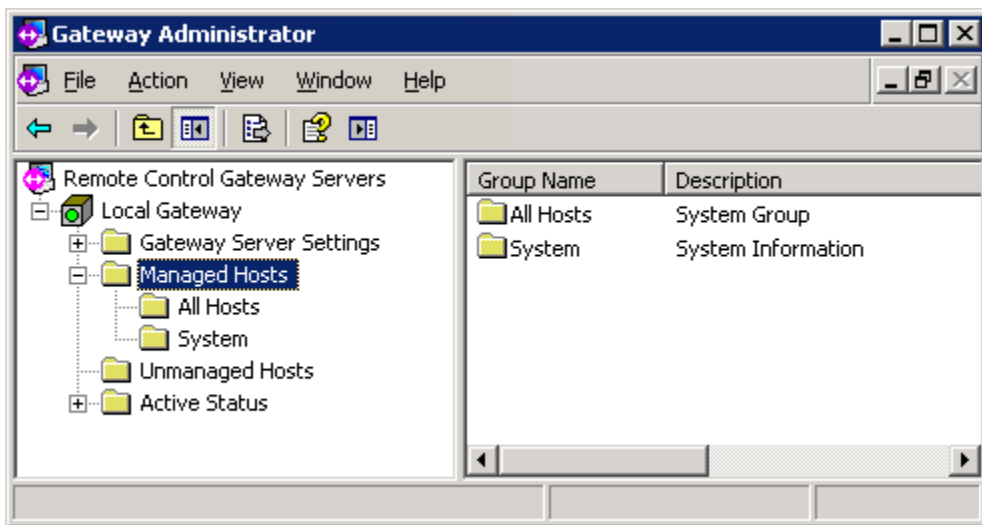 Gateway Administrator
File Action View Window Help
Remote Control Gateway Servers
Local Gateway
Gateway Server Settings
Managed Hosts
All Hosts
System
Unmanaged Hosts
Active Status
Group Name Description
All Hosts System Group
System System Information